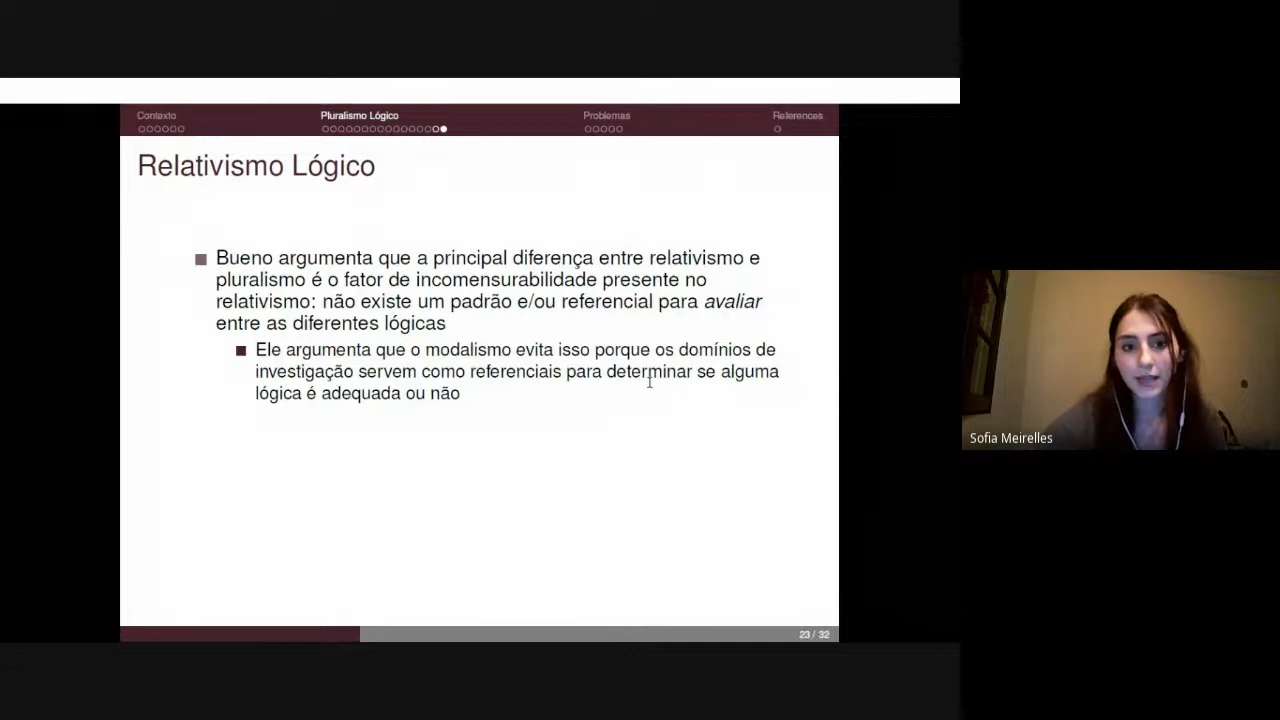 Contexto
Pluralismo Lógico
Problemas
References
Relativismo Lógico
Bueno argumenta que a principal diferença entre relativismo e
pluralismo é o fator de incomensurabilidade presente no
relativismo: não existe um padrão e/ou referencial para avaliar
entre as diferentes lógicas
Ele argumenta que o modalismo evita isso porque os domínios de
investigação servem como referenciais para determinar se alguma
lógica é adequada ou não
23 / 32
Sofia Meirelles